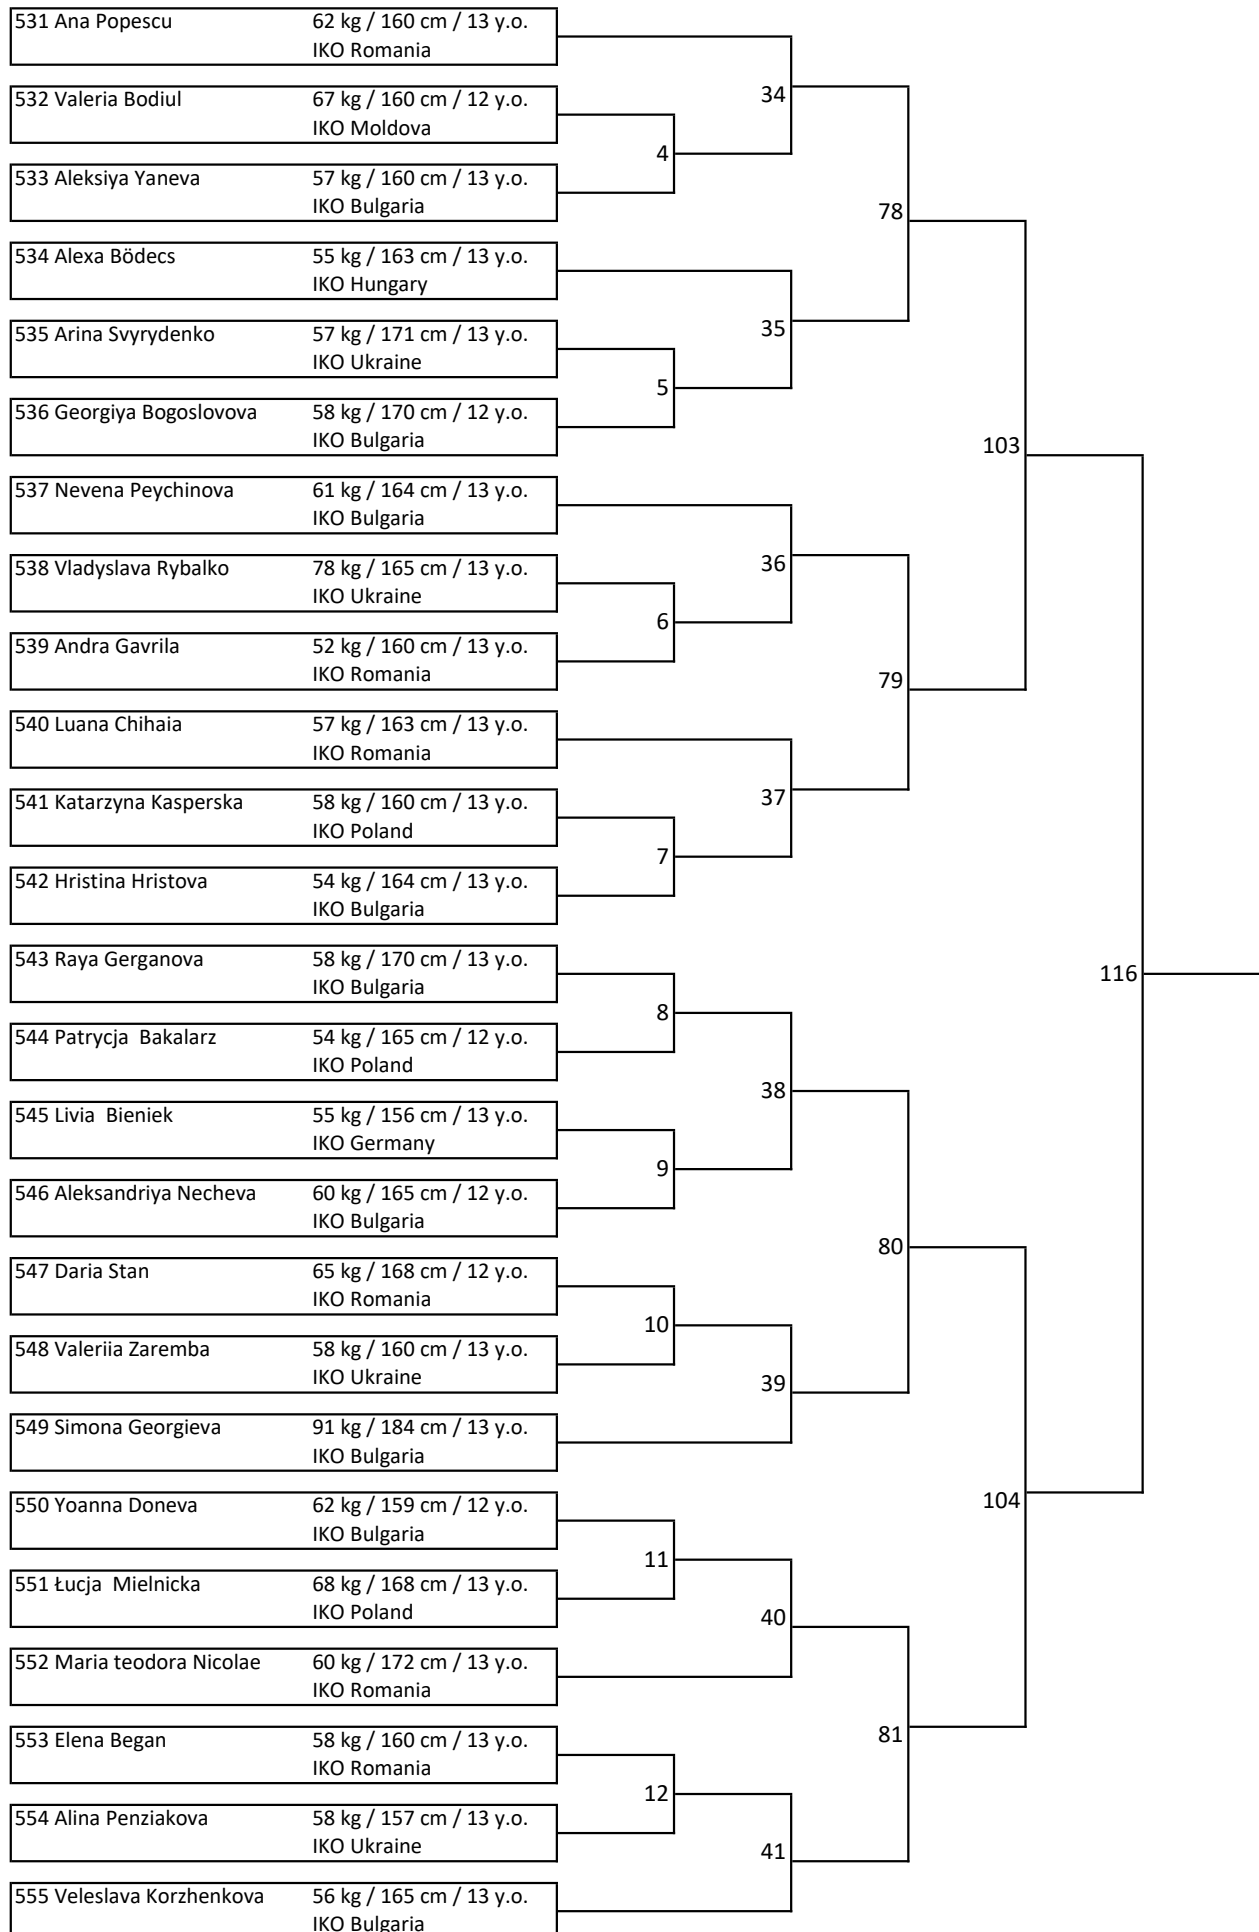 531 Ana Popescu 62 kg / 160 cm / 13 y.o.
IKO Romania
34
532 Valeria Bodiul 67 kg / 160 cm / 12 y.o.
IKO Moldova
4
533 Aleksiya Yaneva 57 kg / 160 cm / 13 y.o.
IKO Bulgaria
78
534 Alexa Bödecs 55 kg / 163 cm / 13 y.o.
IKO Hungary
35
535 Arina Svyrydenko 57 kg / 171 cm / 13 y.o.
IKO Ukraine
5
536 Georgiya Bogoslovova 58 kg / 170 cm / 12 y.o.
IKO Bulgaria
103
537 Nevena Peychinova 61 kg / 164 cm / 13 y.o.
IKO Bulgaria
36
538 Vladyslava Rybalko 78 kg / 165 cm / 13 y.o.
IKO Ukraine
6
539 Andra Gavrila 52 kg / 160 cm / 13 y.o.
IKO Romania
79
540 Luana Chihaia 57 kg / 163 cm / 13 y.o.
IKO Romania
37
541 Katarzyna Kasperska 58 kg / 160 cm / 13 y.o.
IKO Poland
7
542 Hristina Hristova 54 kg / 164 cm / 13 y.o.
IKO Bulgaria
543 Raya Gerganova 58 kg / 170 cm / 13 y.o.
IKO Bulgaria
116
8
544 Patrycja  Bakalarz 54 kg / 165 cm / 12 y.o.
IKO Poland
38
545 Livia  Bieniek 55 kg / 156 cm / 13 y.o.
IKO Germany
9
546 Aleksandriya Necheva 60 kg / 165 cm / 12 y.o.
IKO Bulgaria
80
547 Daria Stan 65 kg / 168 cm / 12 y.o.
IKO Romania
10
548 Valeriia Zaremba 58 kg / 160 cm / 13 y.o.
IKO Ukraine
39
549 Simona Georgieva 91 kg / 184 cm / 13 y.o.
IKO Bulgaria
104
550 Yoanna Doneva 62 kg / 159 cm / 12 y.o.
IKO Bulgaria
11
551 Łucja  Mielnicka 68 kg / 168 cm / 13 y.o.
IKO Poland
40
552 Maria teodora Nicolae 60 kg / 172 cm / 13 y.o.
IKO Romania
81
553 Elena Began 58 kg / 160 cm / 13 y.o.
IKO Romania
12
554 Alina Penziakova 58 kg / 157 cm / 13 y.o.
IKO Ukraine
41
555 Veleslava Korzhenkova 56 kg / 165 cm / 13 y.o.
IKO Bulgaria